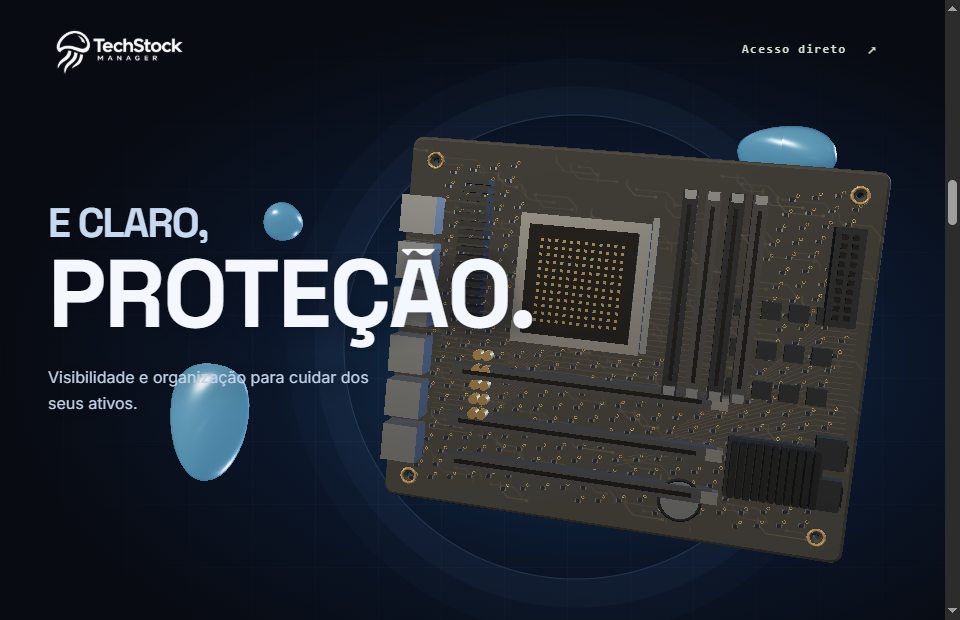 TechStock
MANAGER
Acesso direto ↗
E CLARO,
PROTEÇÃO.
Visibilidade e organização para cuidar dos
seus ativos.